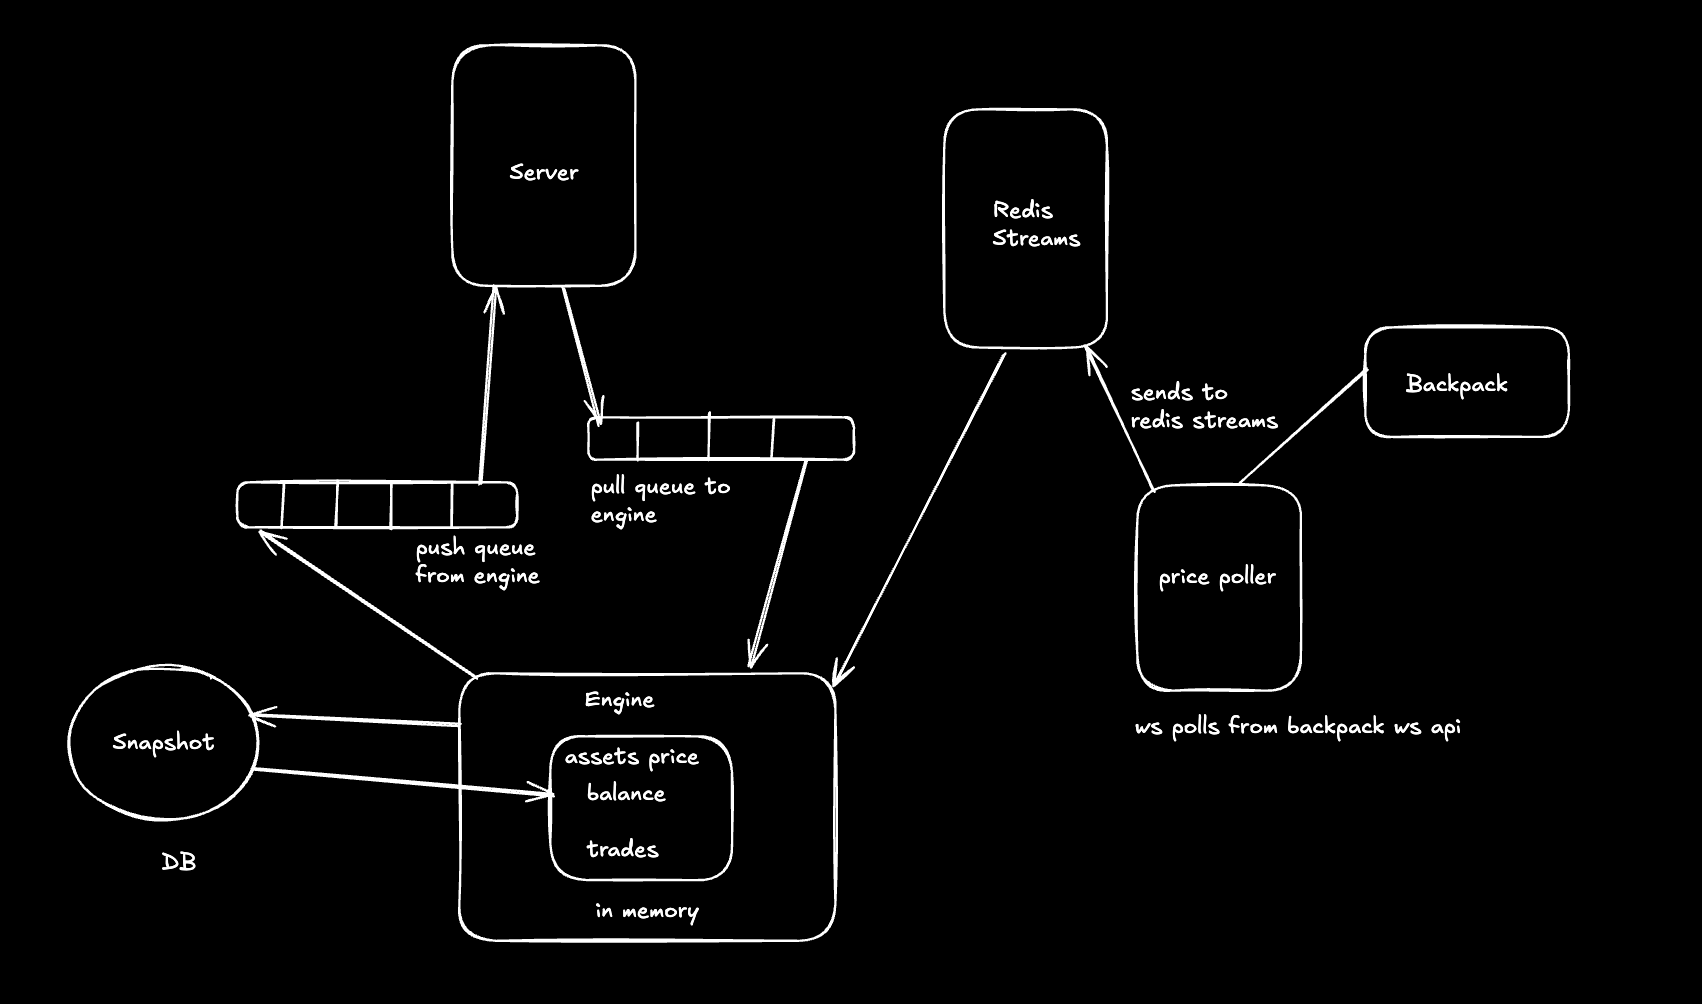 Server
Redis
Streams
Backpack
sends to
redis streams
pull queue to
engine
push queue
from engine
price poller
ws polls from backpack ws api
Engine
assets price
balance
trades
in memory
Snapshot
DB